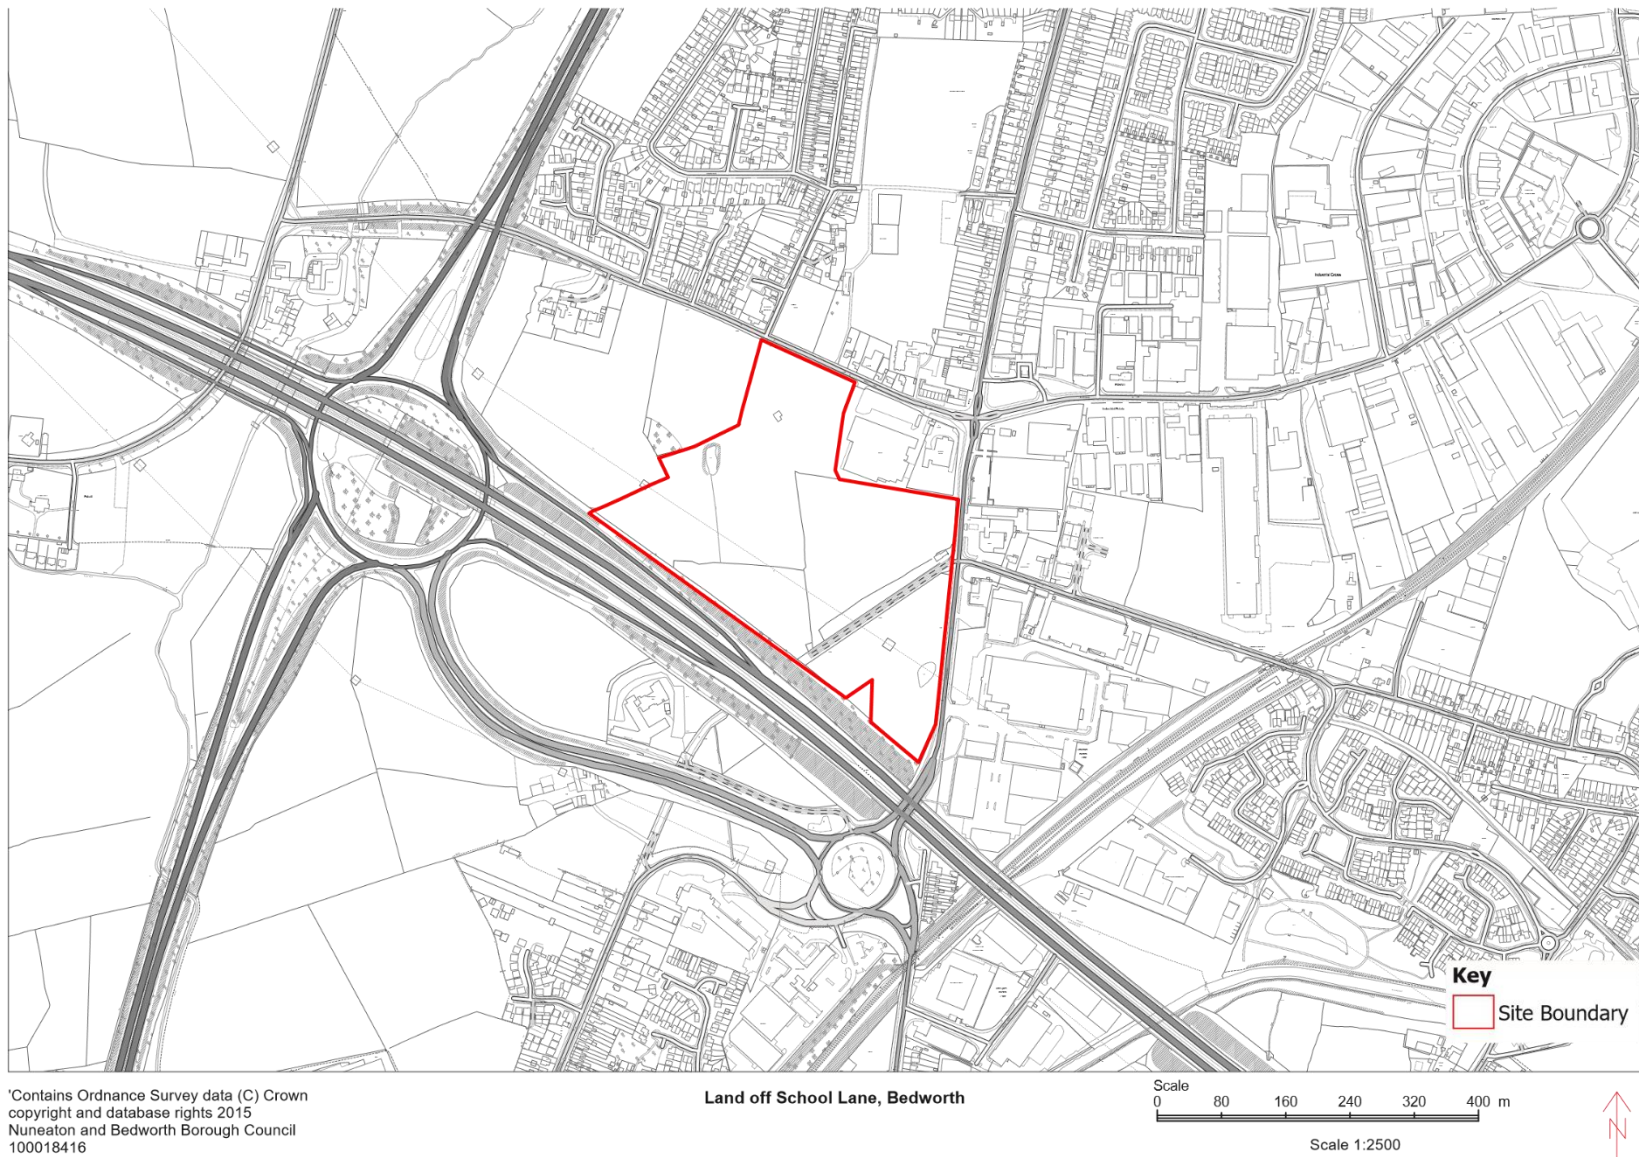 Key
Site Boundary
'Contains Ordnance Survey data (C) Crown
copyright and database rights 2015
Nuneaton and Bedworth Borough Council
100018416
Land off School Lane, Bedworth
Scale
0 80 160 240 320 400 m
Scale 1:2500
N